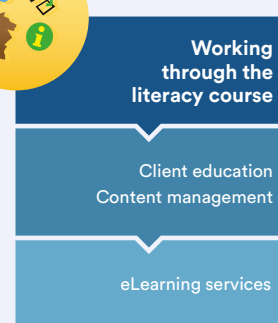 Working
through the
literacy course
Client education
Content management
eLearning services